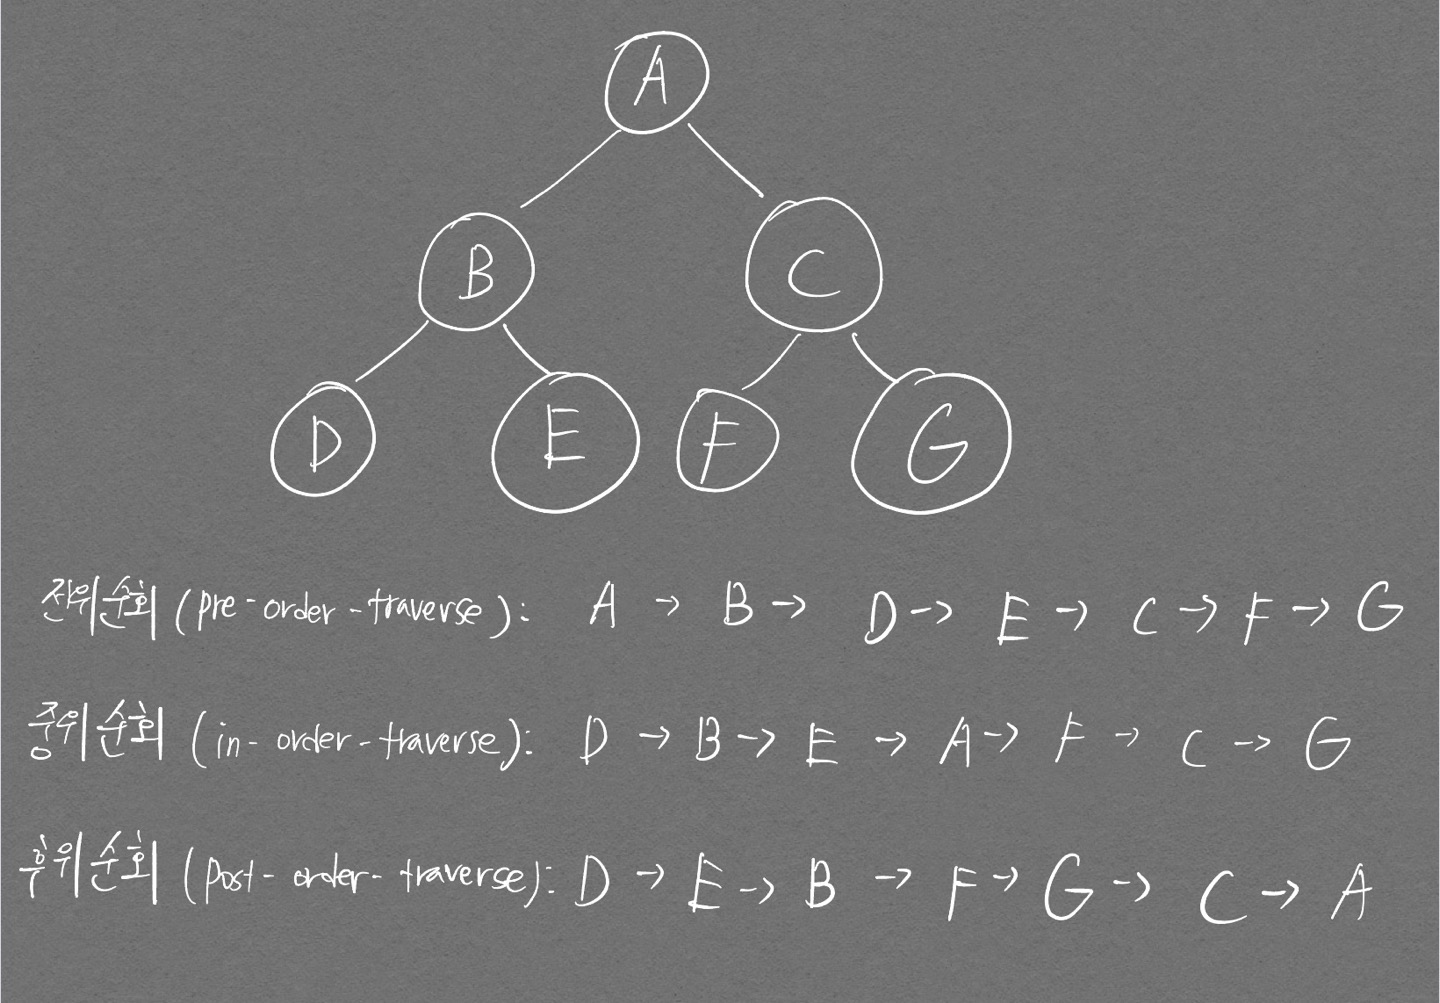 A
B C
D E F G
전위순회 (pre-order-traverse): A → B → D → E → C → F → G
중위순회 (in-order-traverse): D → B → E → A → F → C → G
후위순회 (post-order-traverse): D → E → B → F → G → C → A